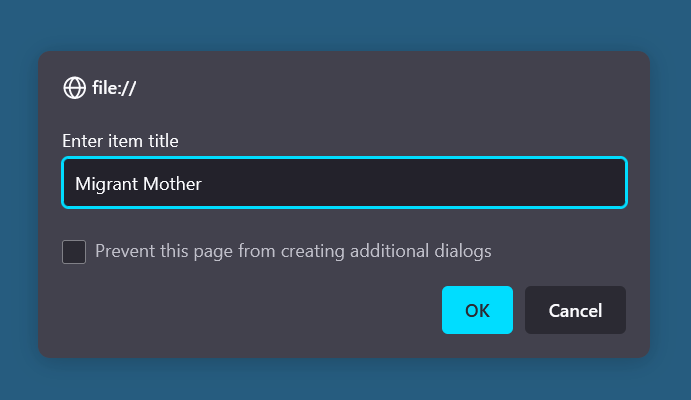 file://
Enter item title
Migrant Mother
Prevent this page from creating additional dialogs
OK Cancel